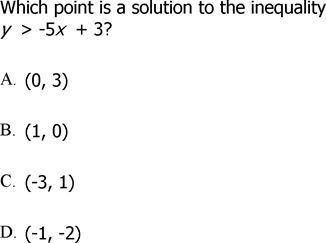 Which point is a solution to the inequality
y > -5x + 3?
A. (0, 3)
B. (1, 0)
C. (-3, 1)
D. (-1, -2)